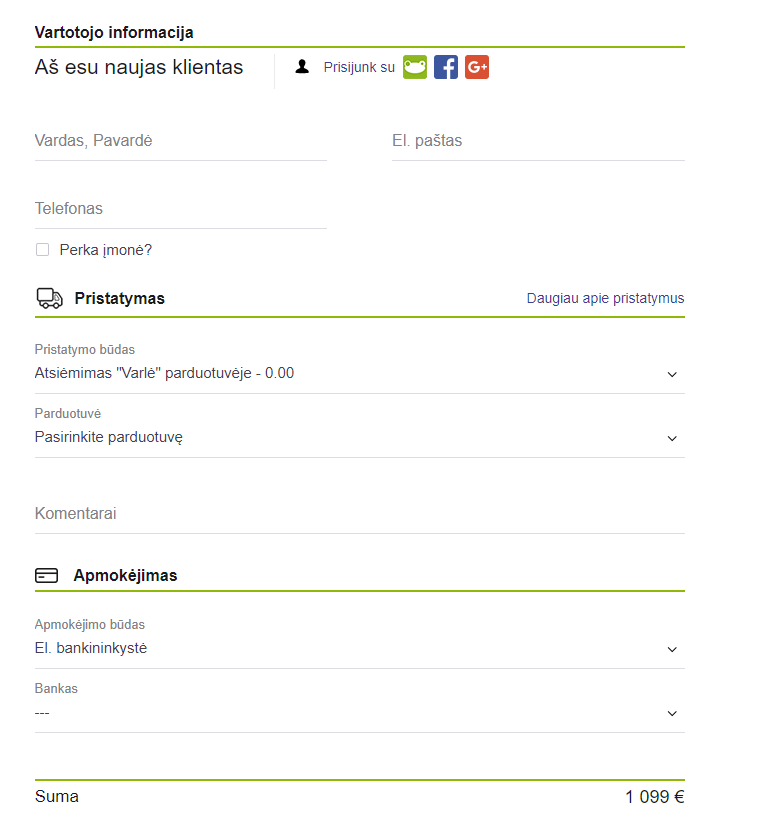 Vartotojo informacija
Aš esu naujas klientas
Prisijunk su
G+
Vardas, Pavardė
El. paštas
Telefonas
Perka įmonė?
Pristatymas
Daugiau apie pristatymus
Pristatymo būdas
Atsiėmimas "Varlė" parduotuvėje - 0.00
Parduotuvė
Pasirinkite parduotuvę
Komentarai
Apmokėjimas
Apmokėjimo būdas
El. bankininkystė
Bankas
---
Suma 1 099 €